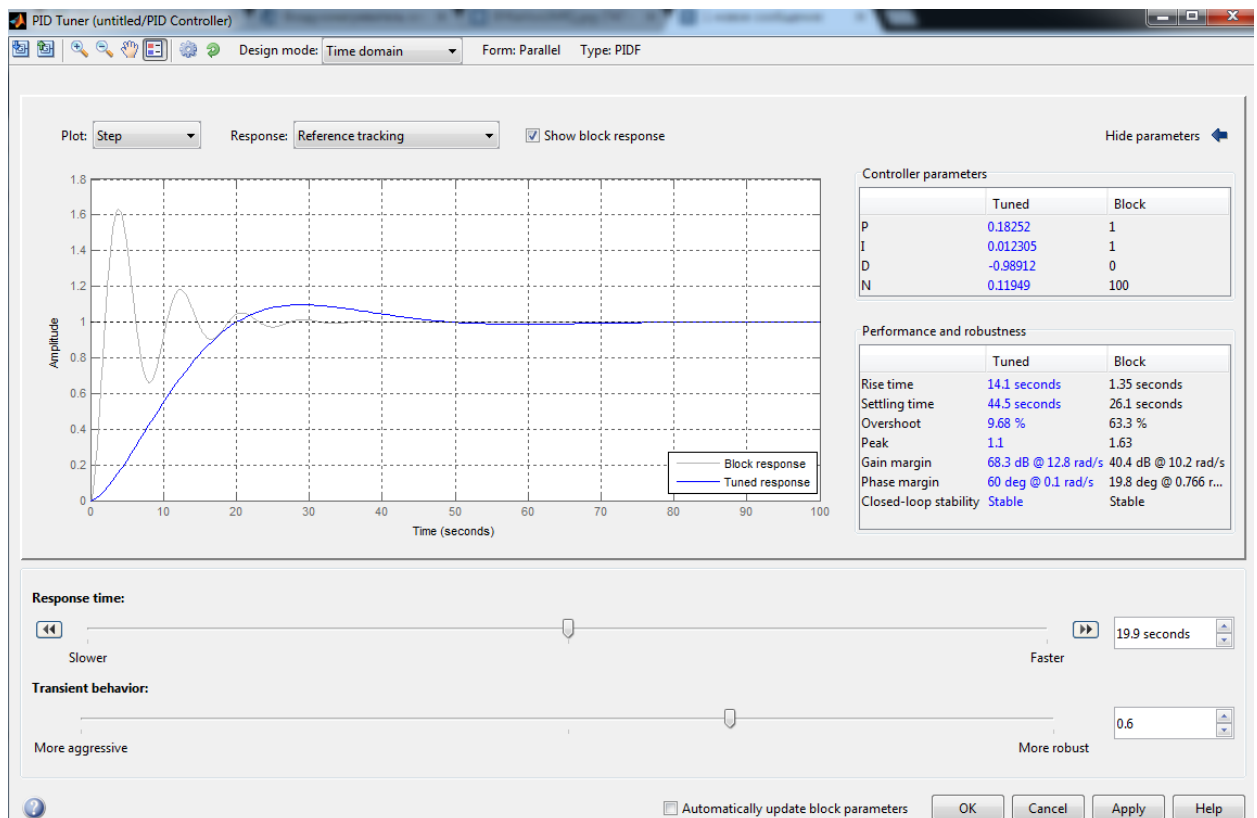 PID Tuner (untitled/PID Controller)
Design mode: Time domain Form: Parallel Type: PIDF
Plot: Step Response: Reference tracking Show block response Hide parameters
1.8
1.6
1.4
1.2
1
0.8
0.6
0.4
0.2
0
Amplitude
0 10 20 30 40 50 60 70 80 90 100
Time (seconds)
Block response
Tuned response
Controller parameters
Tuned Block
P 0.18252 1
I 0.012305 1
D -0.98912 0
N 0.11949 100
Performance and robustness
Tuned Block
Rise time 14.1 seconds 1.35 seconds
Settling time 44.5 seconds 26.1 seconds
Overshoot 9.68 % 63.3 %
Peak 1.1 1.63
Gain margin 68.3 dB @ 12.8 rad/s 40.4 dB @ 10.2 rad/s
Phase margin 60 deg @ 0.1 rad/s 19.8 deg @ 0.766 r...
Closed-loop stability Stable Stable
Response time:
19.9 seconds
Slower Faster
Transient behavior:
0.6
More aggressive More robust
Automatically update block parameters OK Cancel Apply Help